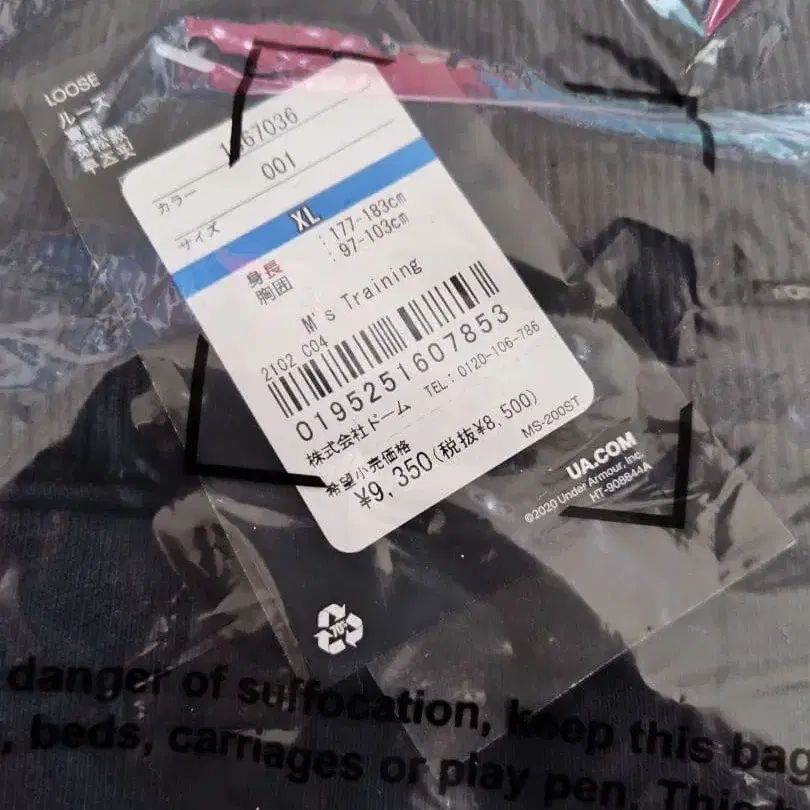 LOOSE
ルーズ
カラー
001
サイズ
XL
身長 : 177-183cm
胸囲 : 97-103cm
M's Training
2102 C04
0195251607853
株式会社ドーム TEL:0120-106-786
希望小売価格
¥9,350(税抜¥8,500)
MS-200ST
UA.COM
©2020 Under Armour, Inc.
HT-908844A
danger of suffocation, keep this bag
, beds, carriages or play pen. This